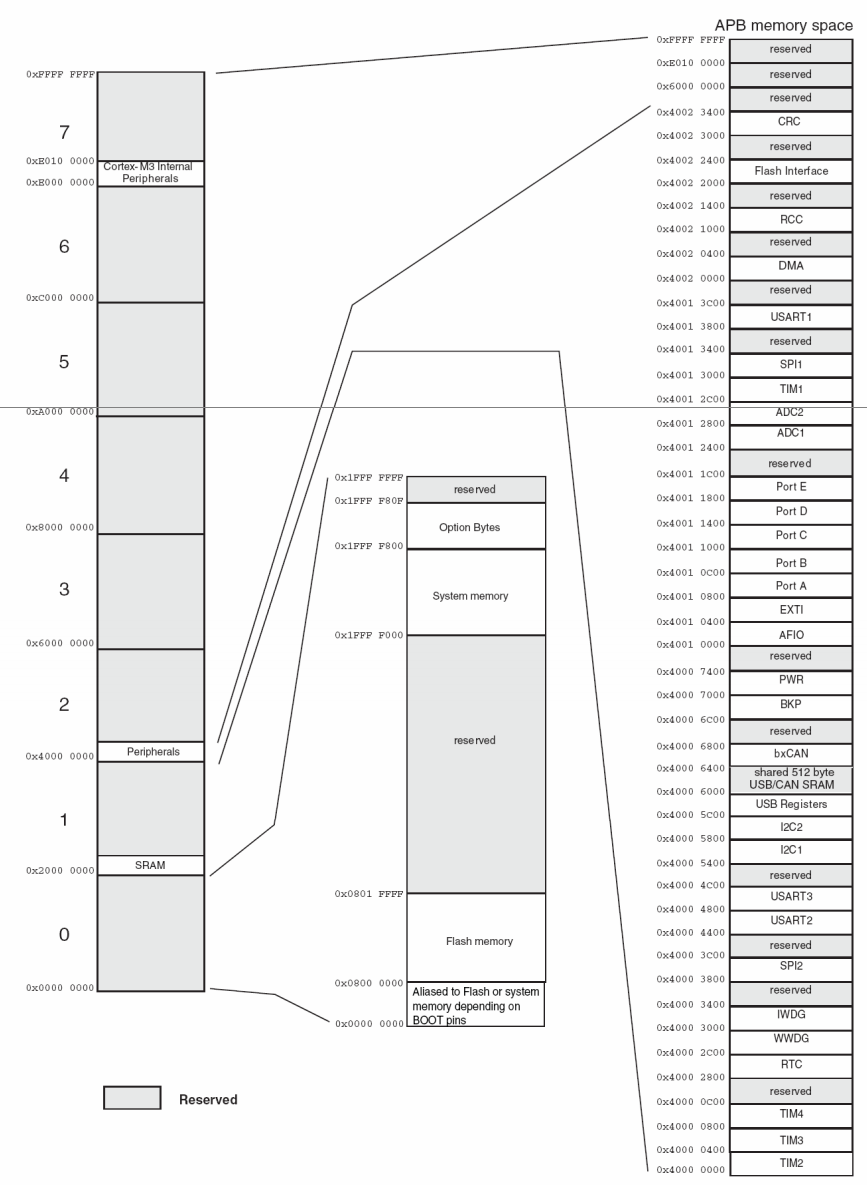 APB memory space
0xFFFF FFFF
reserved
0xE010 0000
reserved
0x6000 0000
reserved
0x4002 3400
CRC
0x4002 3000
reserved
0x4002 2400
Flash Interface
0x4002 2000
reserved
0x4002 1400
RCC
0x4002 1000
reserved
0x4002 0400
DMA
0x4002 0000
reserved
0x4001 3C00
USART1
0x4001 3800
reserved
0x4001 3400
SPI1
0x4001 3000
TIM1
0x4001 2C00
ADC2
0x4001 2800
ADC1
0x4001 2400
reserved
0x4001 1C00
Port E
0x4001 1800
Port D
0x4001 1400
Port C
0x4001 1000
Port B
0x4001 0C00
Port A
0x4001 0800
EXTI
0x4001 0400
AFIO
0x4001 0000
reserved
0x4000 7400
PWR
0x4000 7000
BKP
0x4000 6C00
reserved
0x4000 6800
bxCAN
0x4000 6400
shared 512 byte
USB/CAN SRAM
0x4000 6000
USB Registers
0x4000 5C00
I2C2
0x4000 5800
I2C1
0x4000 5400
reserved
0x4000 4C00
USART3
0x4000 4800
USART2
0x4000 4400
reserved
0x4000 3C00
SPI2
0x4000 3800
reserved
0x4000 3400
IWDG
0x4000 3000
WWDG
0x4000 2C00
RTC
0x4000 2800
reserved
0x4000 0C00
TIM4
0x4000 0800
TIM3
0x4000 0400
TIM2
0x4000 0000
0xFFFF FFFF
7
0xE010 0000
Cortex-M3 Internal
Peripherals
0xE000 0000
6
0xC000 0000
5
0xA000 0000
4
0x8000 0000
3
0x6000 0000
2
Peripherals
0x4000 0000
1
SRAM
0x2000 0000
0
0x0000 0000
0x1FFF FFFF
reserved
0x1FFF F80F
Option Bytes
0x1FFF F800
System memory
0x1FFF F000
reserved
0x0801 FFFF
Flash memory
0x0800 0000
Aliased to Flash or system
memory depending on
BOOT pins
0x0000 0000
Reserved